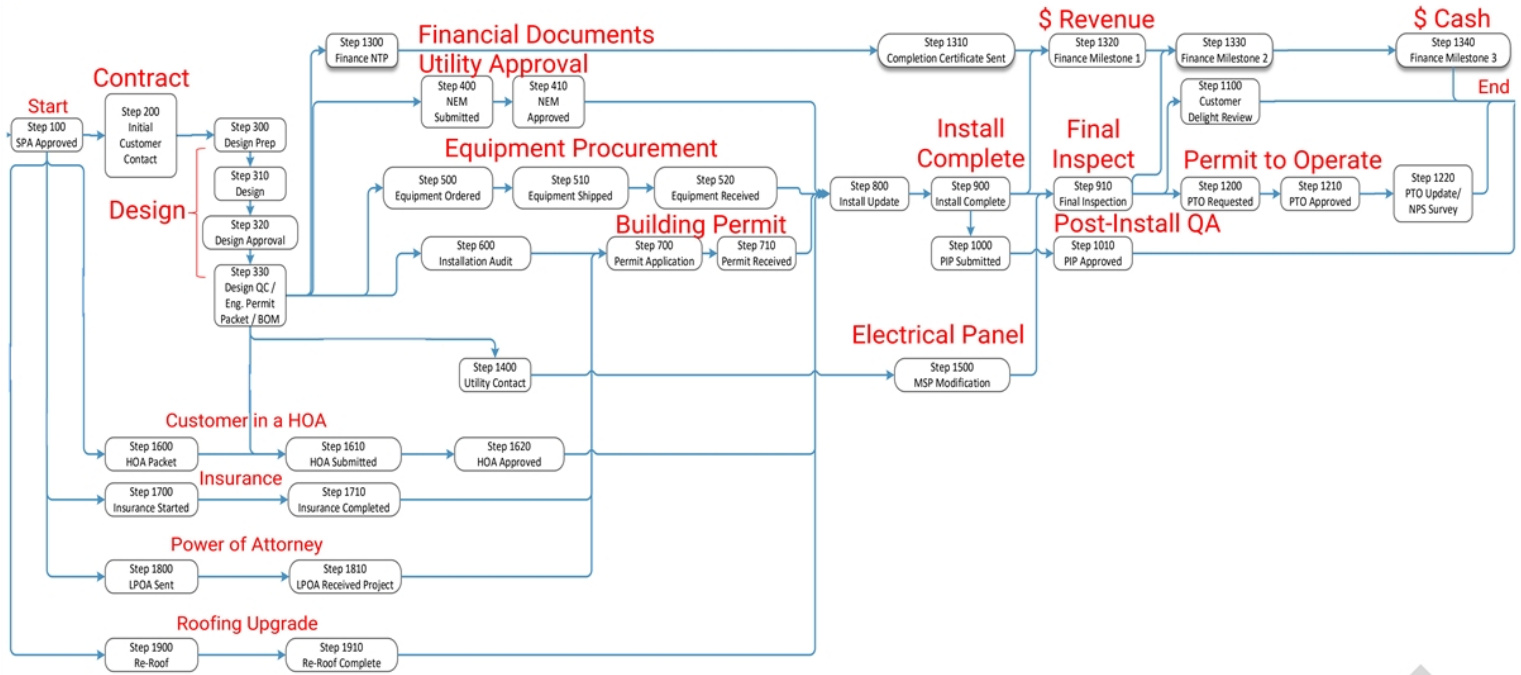 $ Revenue
$ Cash
Financial Documents
Step 1300
Finance NTP
Step 1310
Completion Certificate Sent
Step 1320
Finance Milestone 1
Step 1330
Finance Milestone 2
Step 1340
Finance Milestone 3
Utility Approval
Contract
Step 400
NEM
Submitted
Step 410
NEM
Approved
Step 1100
Customer
Delight Review
End
Start
Step 100
SPA Approved
Step 200
Initial
Customer
Contact
Step 300
Design Prep
Install
Complete
Final
Inspect
Equipment Procurement
Permit to Operate
Design
Step 310
Design
Step 320
Design Approval
Step 330
Design QC /
Eng. Permit
Packet / BOM
Step 500
Equipment Ordered
Step 510
Equipment Shipped
Step 520
Equipment Received
Step 800
Install Update
Step 900
Install Complete
Step 910
Final Inspection
Step 1200
PTO Requested
Step 1210
PTO Approved
Step 1220
PTO Update/
NPS Survey
Building Permit
Post-Install QA
Step 600
Installation Audit
Step 700
Permit Application
Step 710
Permit Received
Step 1000
PIP Submitted
Step 1010
PIP Approved
Electrical Panel
Step 1400
Utility Contact
Step 1500
MSP Modification
Customer in a HOA
Step 1600
HOA Packet
Step 1610
HOA Submitted
Step 1620
HOA Approved
Insurance
Step 1700
Insurance Started
Step 1710
Insurance Completed
Power of Attorney
Step 1800
LPOA Sent
Step 1810
LPOA Received Project
Roofing Upgrade
Step 1900
Re-Roof
Step 1910
Re-Roof Complete